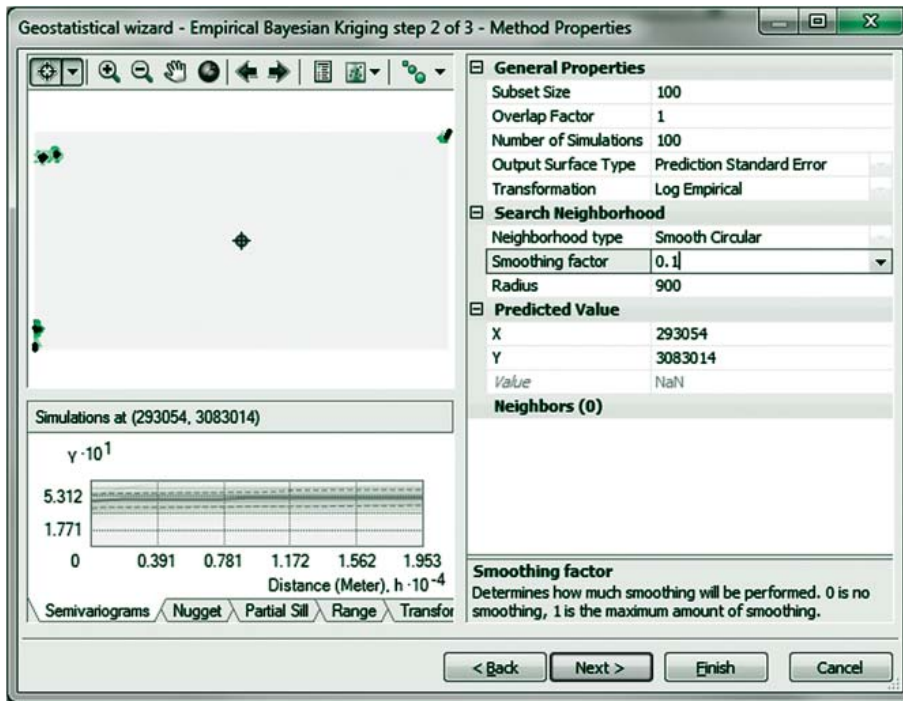 Geostatistical wizard - Empirical Bayesian Kriging step 2 of 3 - Method Properties
General Properties
Subset Size 100
Overlap Factor 1
Number of Simulations 100
Output Surface Type Prediction Standard Error
Transformation Log Empirical
Search Neighborhood
Neighborhood type Smooth Circular
Smoothing factor 0.1
Radius 900
Predicted Value
X 293054
Y 3083014
Value NaN
Neighbors (0)
Simulations at (293054, 3083014)
γ ·10¹
5.312
1.771
0 0.391 0.781 1.172 1.562 1.953
Distance (Meter), h ·10⁻⁴
Semivariograms Nugget Partial Sill Range Transfor
Smoothing factor
Determines how much smoothing will be performed. 0 is no
smoothing, 1 is the maximum amount of smoothing.
< Back Next > Finish Cancel